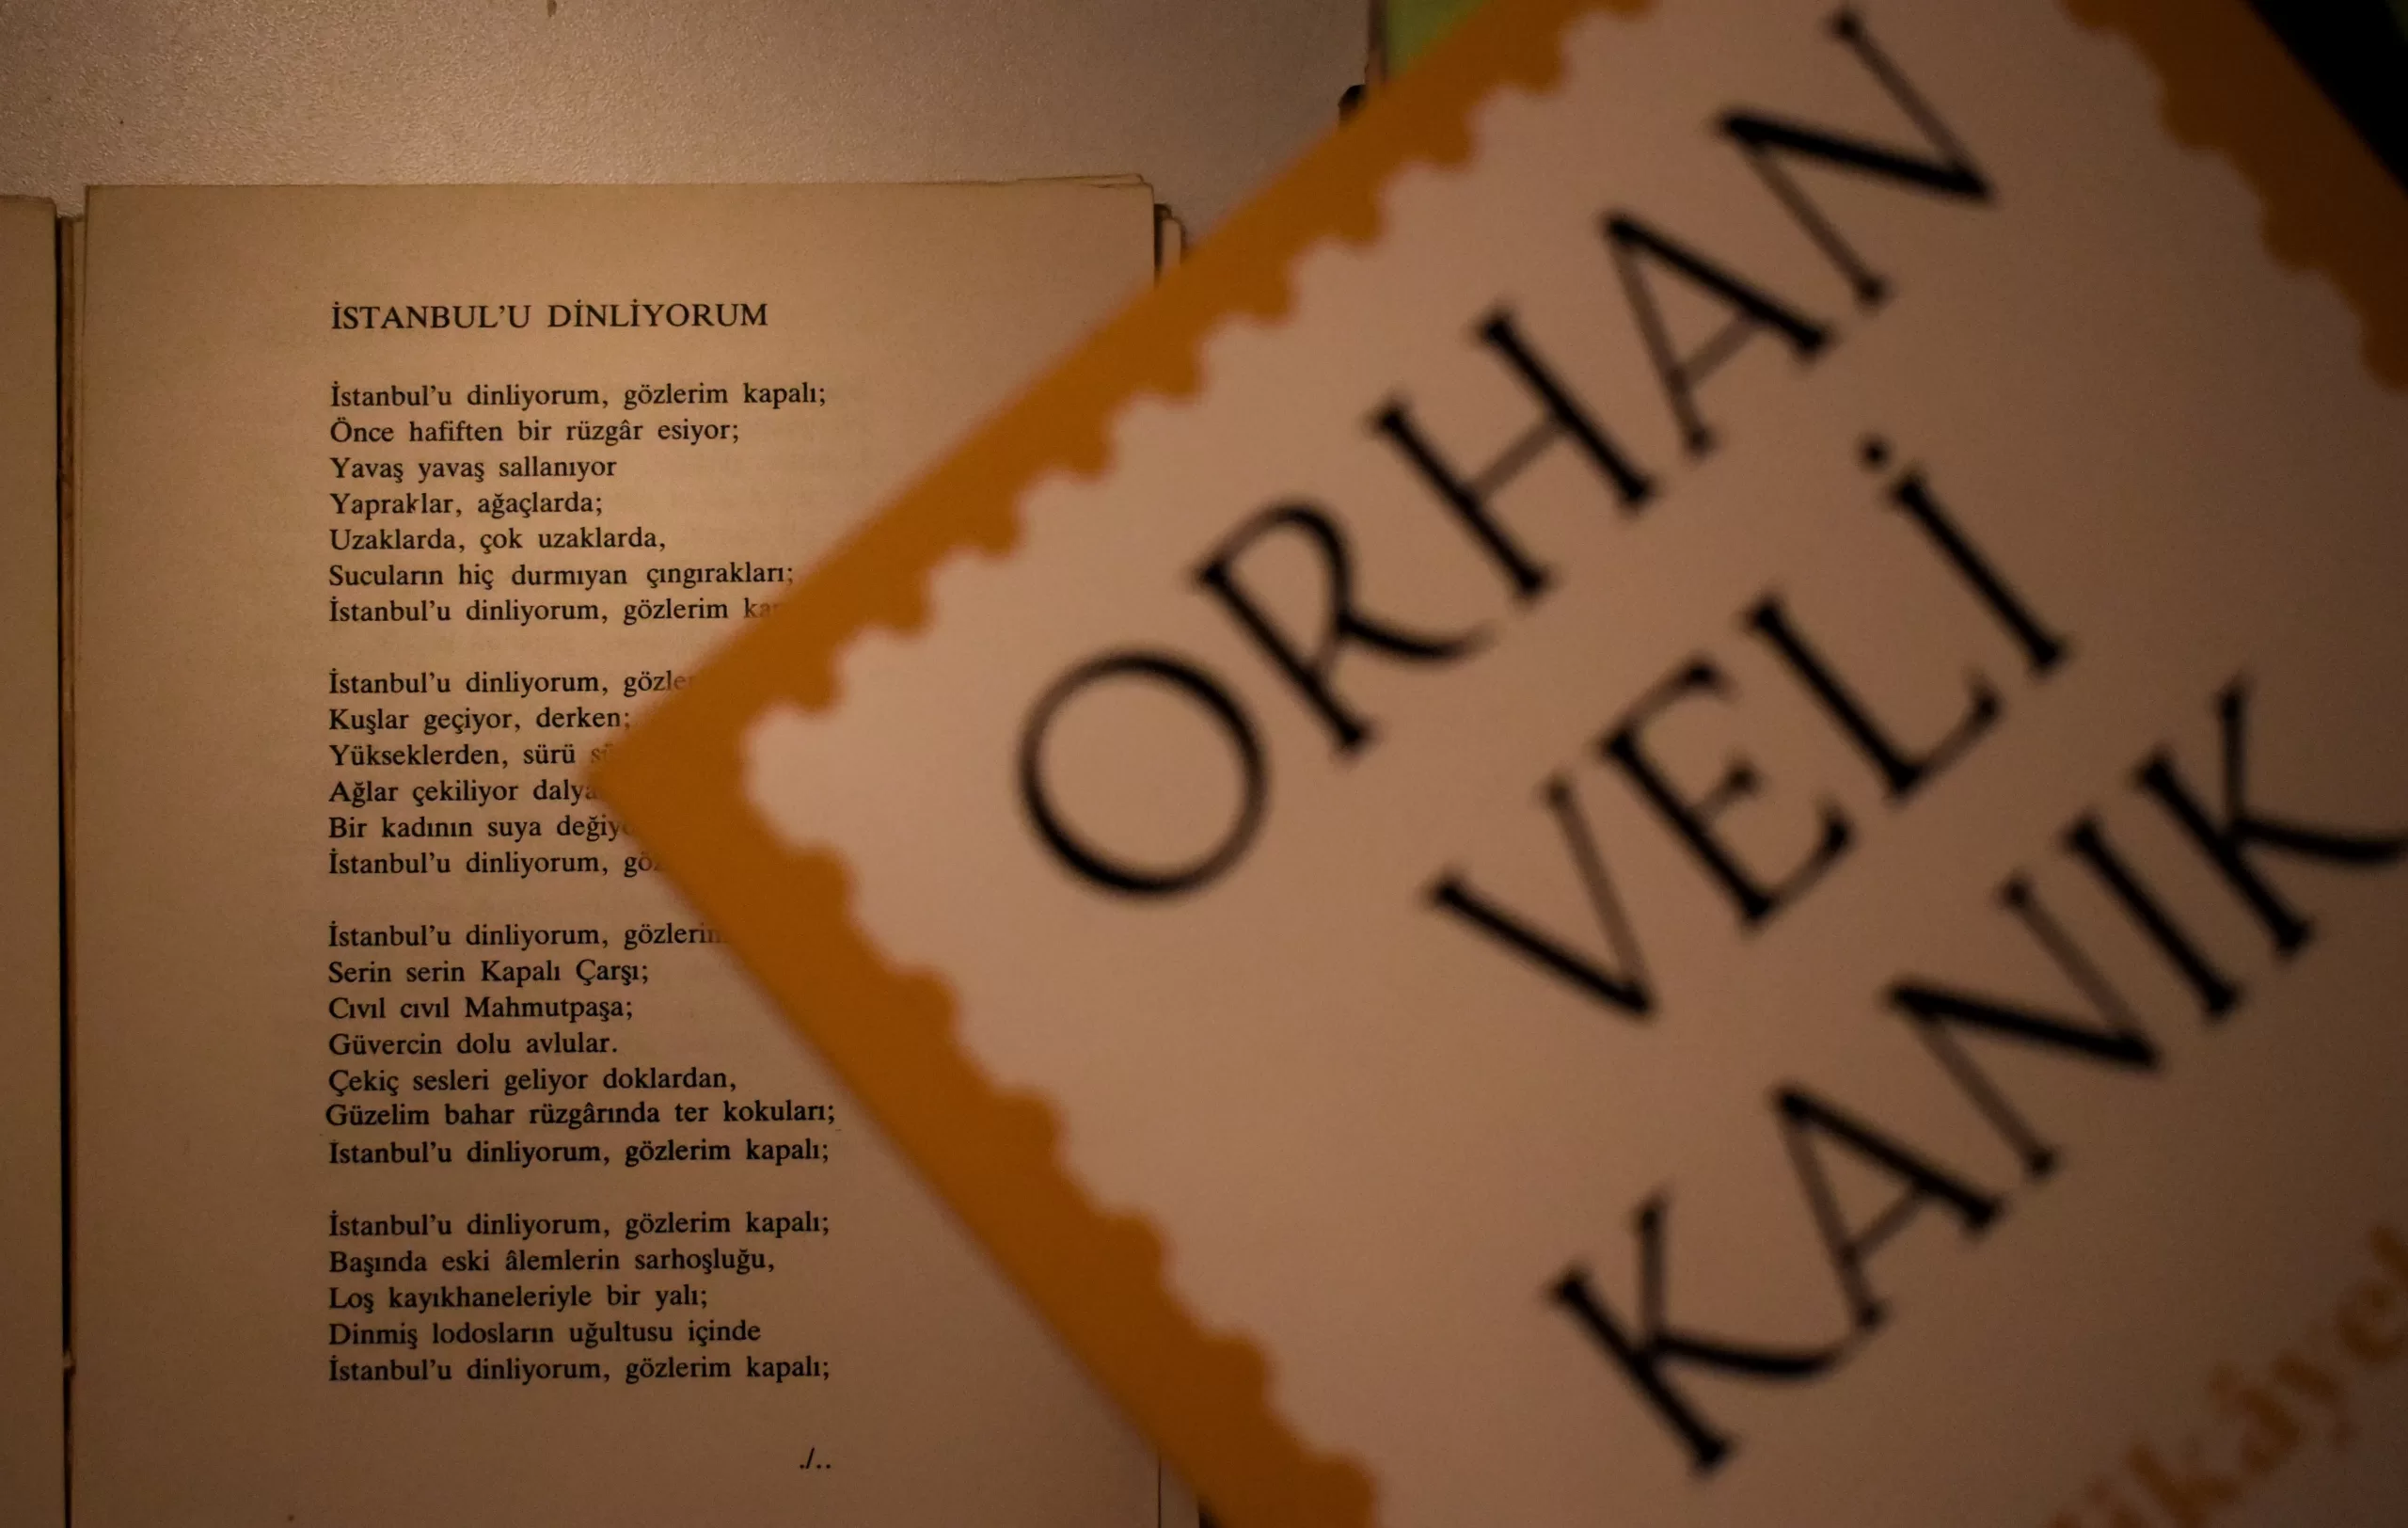 İSTANBUL'U DİNLİYORUM
İstanbul'u dinliyorum, gözlerim kapalı;
Önce hafiften bir rüzgâr esiyor;
Yavaş yavaş sallanıyor
Yapraklar, ağaçlarda;
Uzaklarda, çok uzaklarda,
Sucuların hiç durmıyan çıngırakları;
İstanbul'u dinliyorum, gözlerim
İstanbul'u dinliyorum,
Kuşlar geçiyor, derken;
Yükseklerden, sürü
Ağlar çekiliyor
Bir kadının suya
İstanbul'u dinliyorum,
İstanbul'u dinliyorum,
Serin serin Kapalı Çarşı;
Cıvıl cıvıl Mahmutpaşa;
Güvercin dolu avlular.
Çekiç sesleri geliyor doklardan,
Güzelim bahar rüzgârında ter kokuları;
İstanbul'u dinliyorum, gözlerim kapalı;
İstanbul'u dinliyorum, gözlerim kapalı;
Başında eski âlemlerin sarhoşluğu,
Loş kayıkhaneleriyle bir yalı;
Dinmiş lodosların uğultusu içinde
İstanbul'u dinliyorum, gözlerim kapalı;
./..
ORHAN
VELİ
KANIK